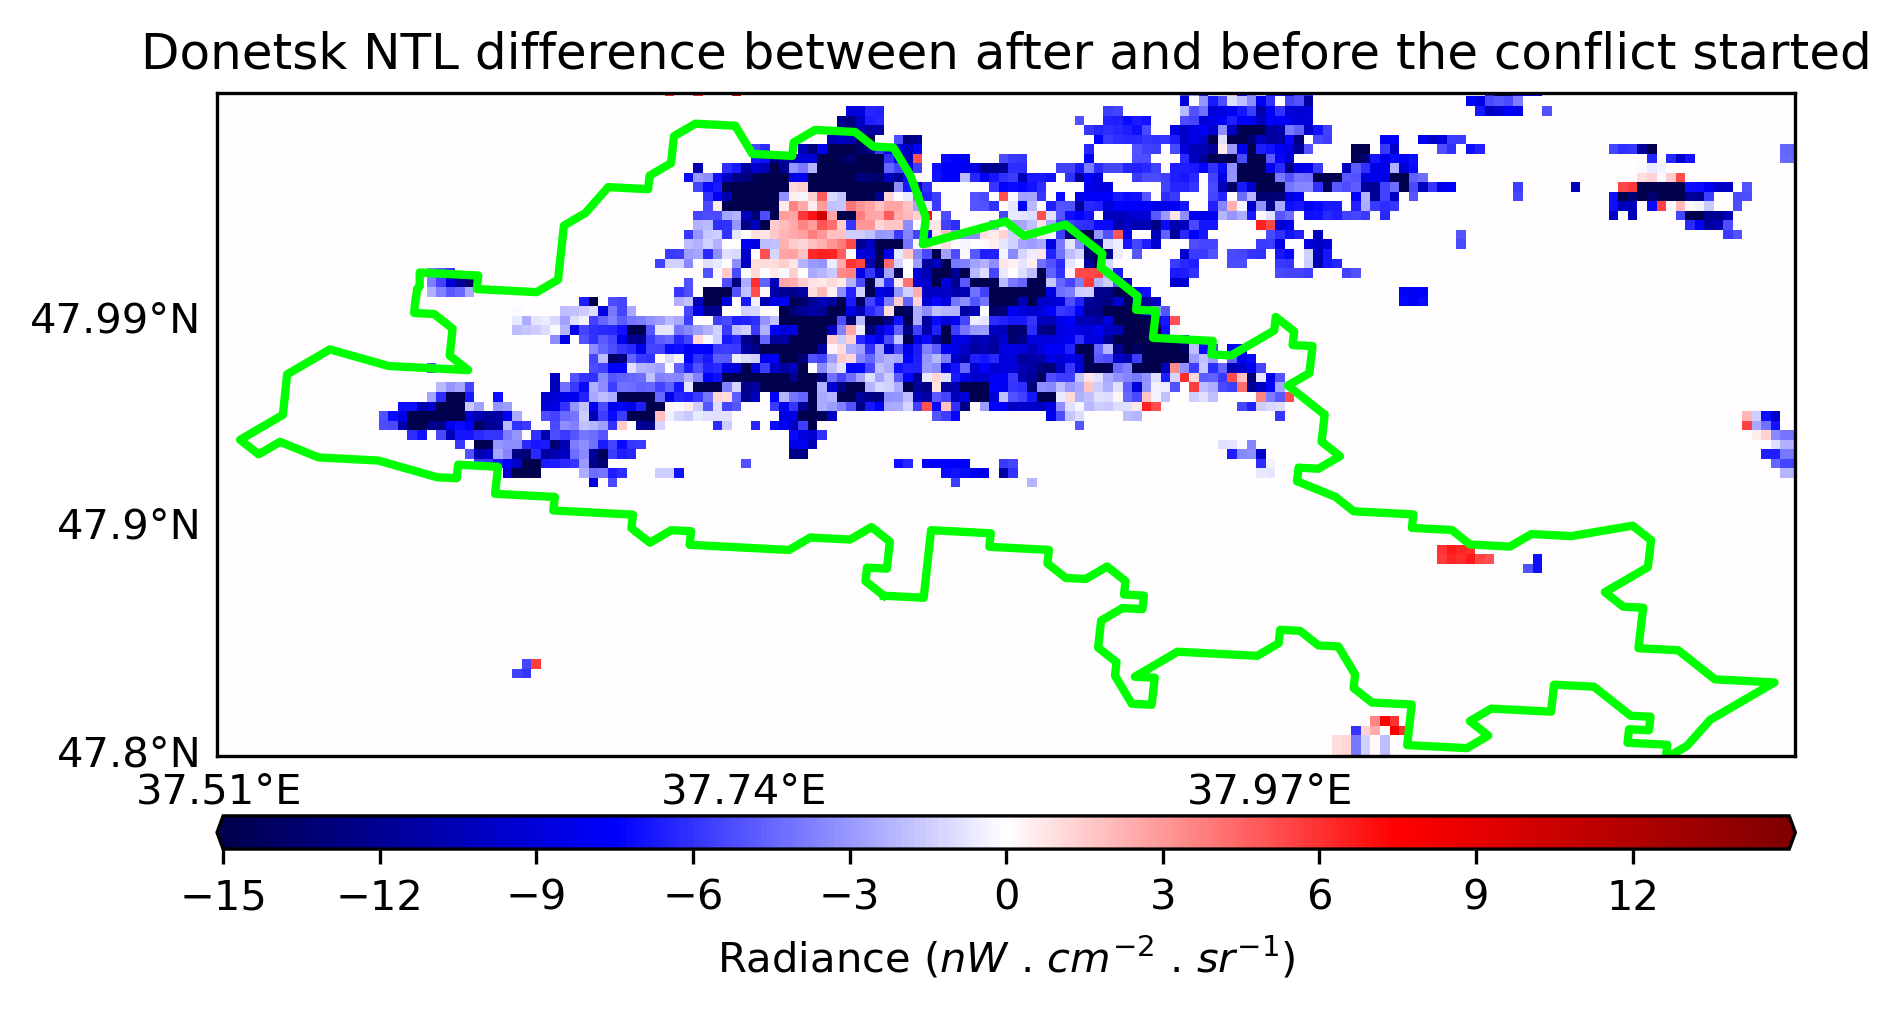 Donetsk NTL difference between after and before the conflict started
47.99°N
47.9°N
47.8°N
37.51°E 37.74°E 37.97°E
−15 −12 −9 −6 −3 0 3 6 9 12
Radiance (nW . cm⁻² . sr⁻¹)